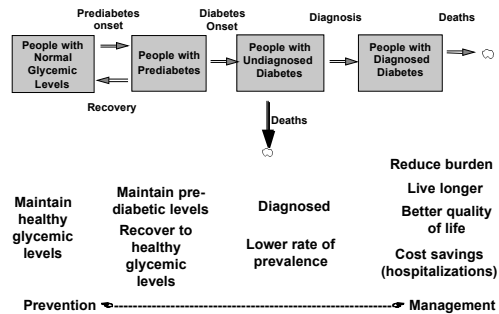 Prediabetes
onset
Diabetes
Onset
Diagnosis
Deaths
People with
Normal
Glycemic
Levels
People with
Prediabetes
People with
Undiagnosed
Diabetes
People with
Diagnosed
Diabetes
Recovery
Deaths
Maintain
healthy
glycemic
levels
Maintain pre-
diabetic levels
Recover to
healthy
glycemic
levels
Diagnosed
Lower rate of
prevalence
Reduce burden
Live longer
Better quality
of life
Cost savings
(hospitalizations)
Prevention
Management